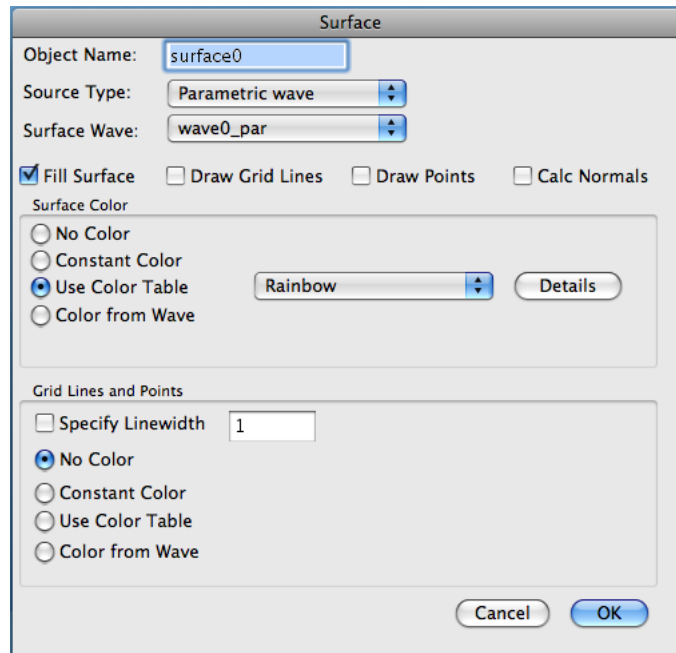 Surface
Object Name: surface0
Source Type: Parametric wave
Surface Wave: wave0_par
Fill Surface Draw Grid Lines Draw Points Calc Normals
Surface Color
No Color
Constant Color
Use Color Table Rainbow Details
Color from Wave
Grid Lines and Points
Specify Linewidth 1
No Color
Constant Color
Use Color Table
Color from Wave
Cancel OK